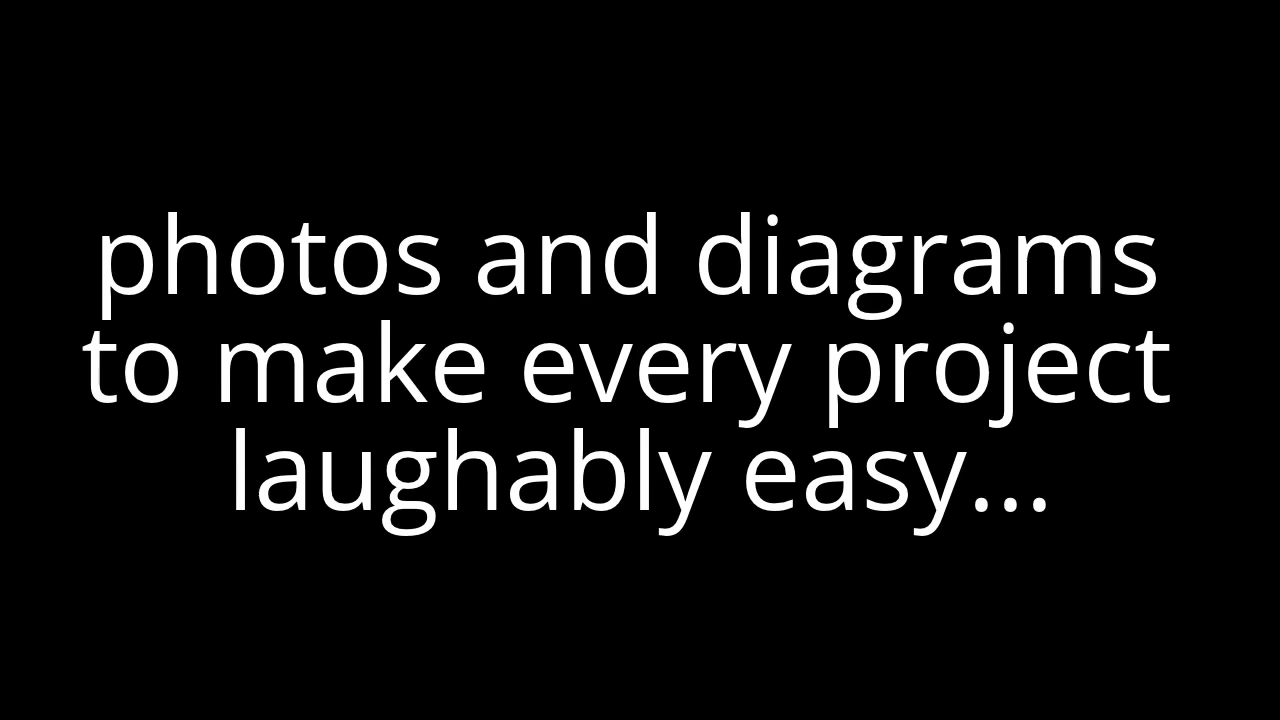 photos and diagrams
to make every project
laughably easy...